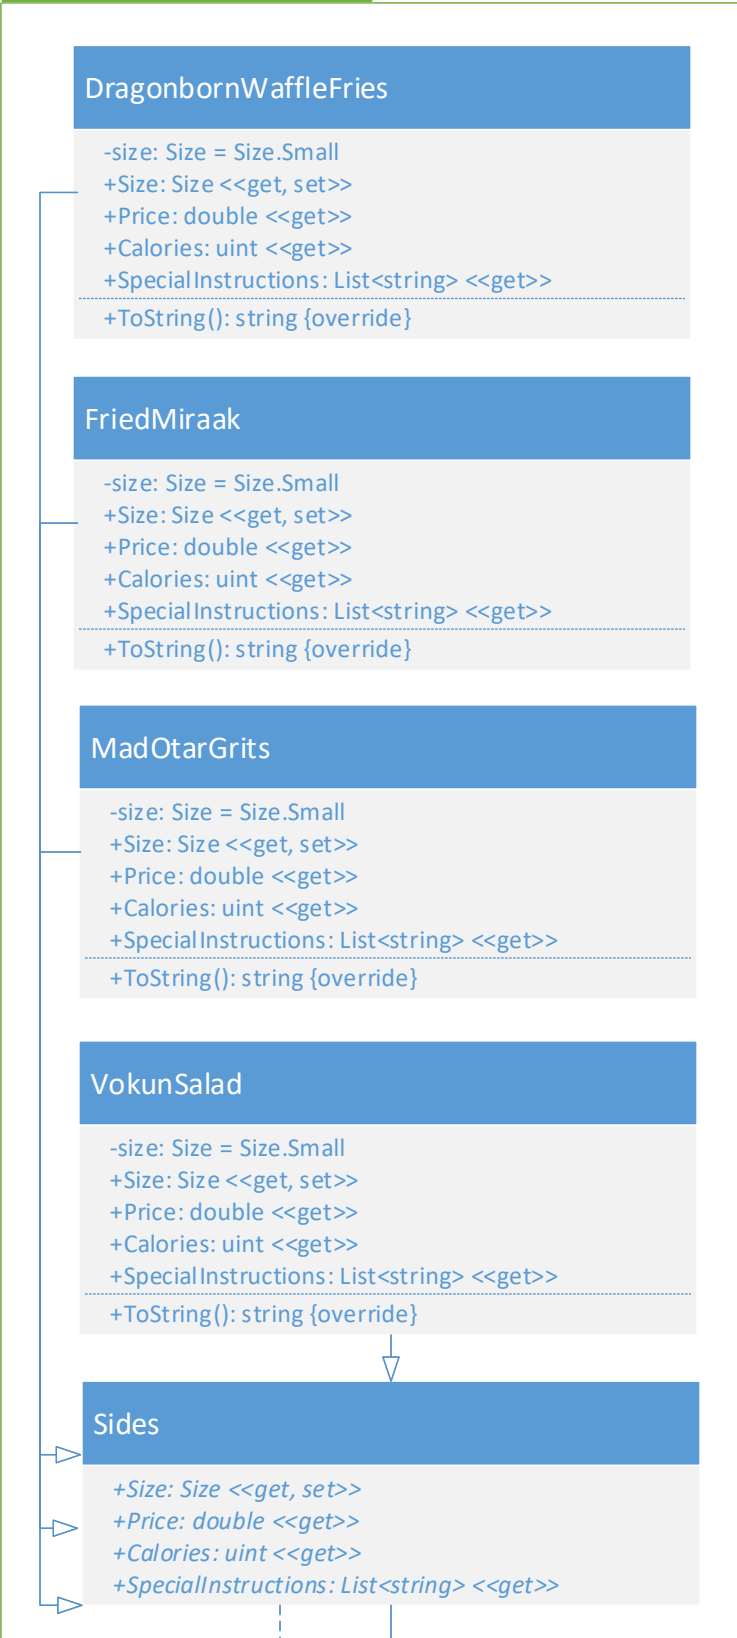 DragonbornWaffleFries
-size: Size = Size.Small
+Size: Size <<get, set>>
+Price: double <<get>>
+Calories: uint <<get>>
+SpecialInstructions: List<string> <<get>>
+ToString(): string {override}
FriedMiraak
-size: Size = Size.Small
+Size: Size <<get, set>>
+Price: double <<get>>
+Calories: uint <<get>>
+SpecialInstructions: List<string> <<get>>
+ToString(): string {override}
MadOtarGrits
-size: Size = Size.Small
+Size: Size <<get, set>>
+Price: double <<get>>
+Calories: uint <<get>>
+SpecialInstructions: List<string> <<get>>
+ToString(): string {override}
VokunSalad
-size: Size = Size.Small
+Size: Size <<get, set>>
+Price: double <<get>>
+Calories: uint <<get>>
+SpecialInstructions: List<string> <<get>>
+ToString(): string {override}
Sides
+Size: Size <<get, set>>
+Price: double <<get>>
+Calories: uint <<get>>
+SpecialInstructions: List<string> <<get>>